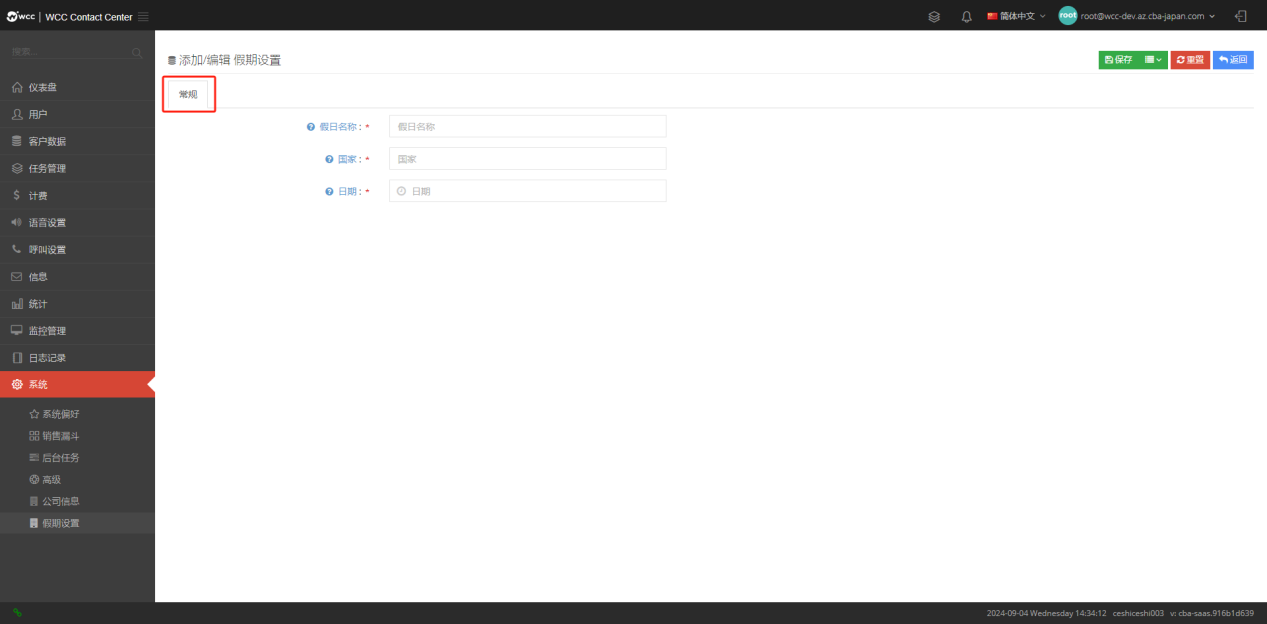 wcc | WCC Contact Center
简体中文
root
root@wcc-dev.az.cba-japan.com
搜索...
仪表盘
用户
客户数据
任务管理
计费
语音设置
呼叫设置
信息
统计
监控管理
日志记录
系统
系统偏好
销售漏斗
后台任务
高级
公司信息
假期设置
添加/编辑 假期设置
保存
重置
返回
常规
假日名称 : *
假日名称
国家 : *
国家
日期 : *
日期
2024-09-04 Wednesday 14:34:12 ceshiceshi003 v: cba-saas.916b1d639